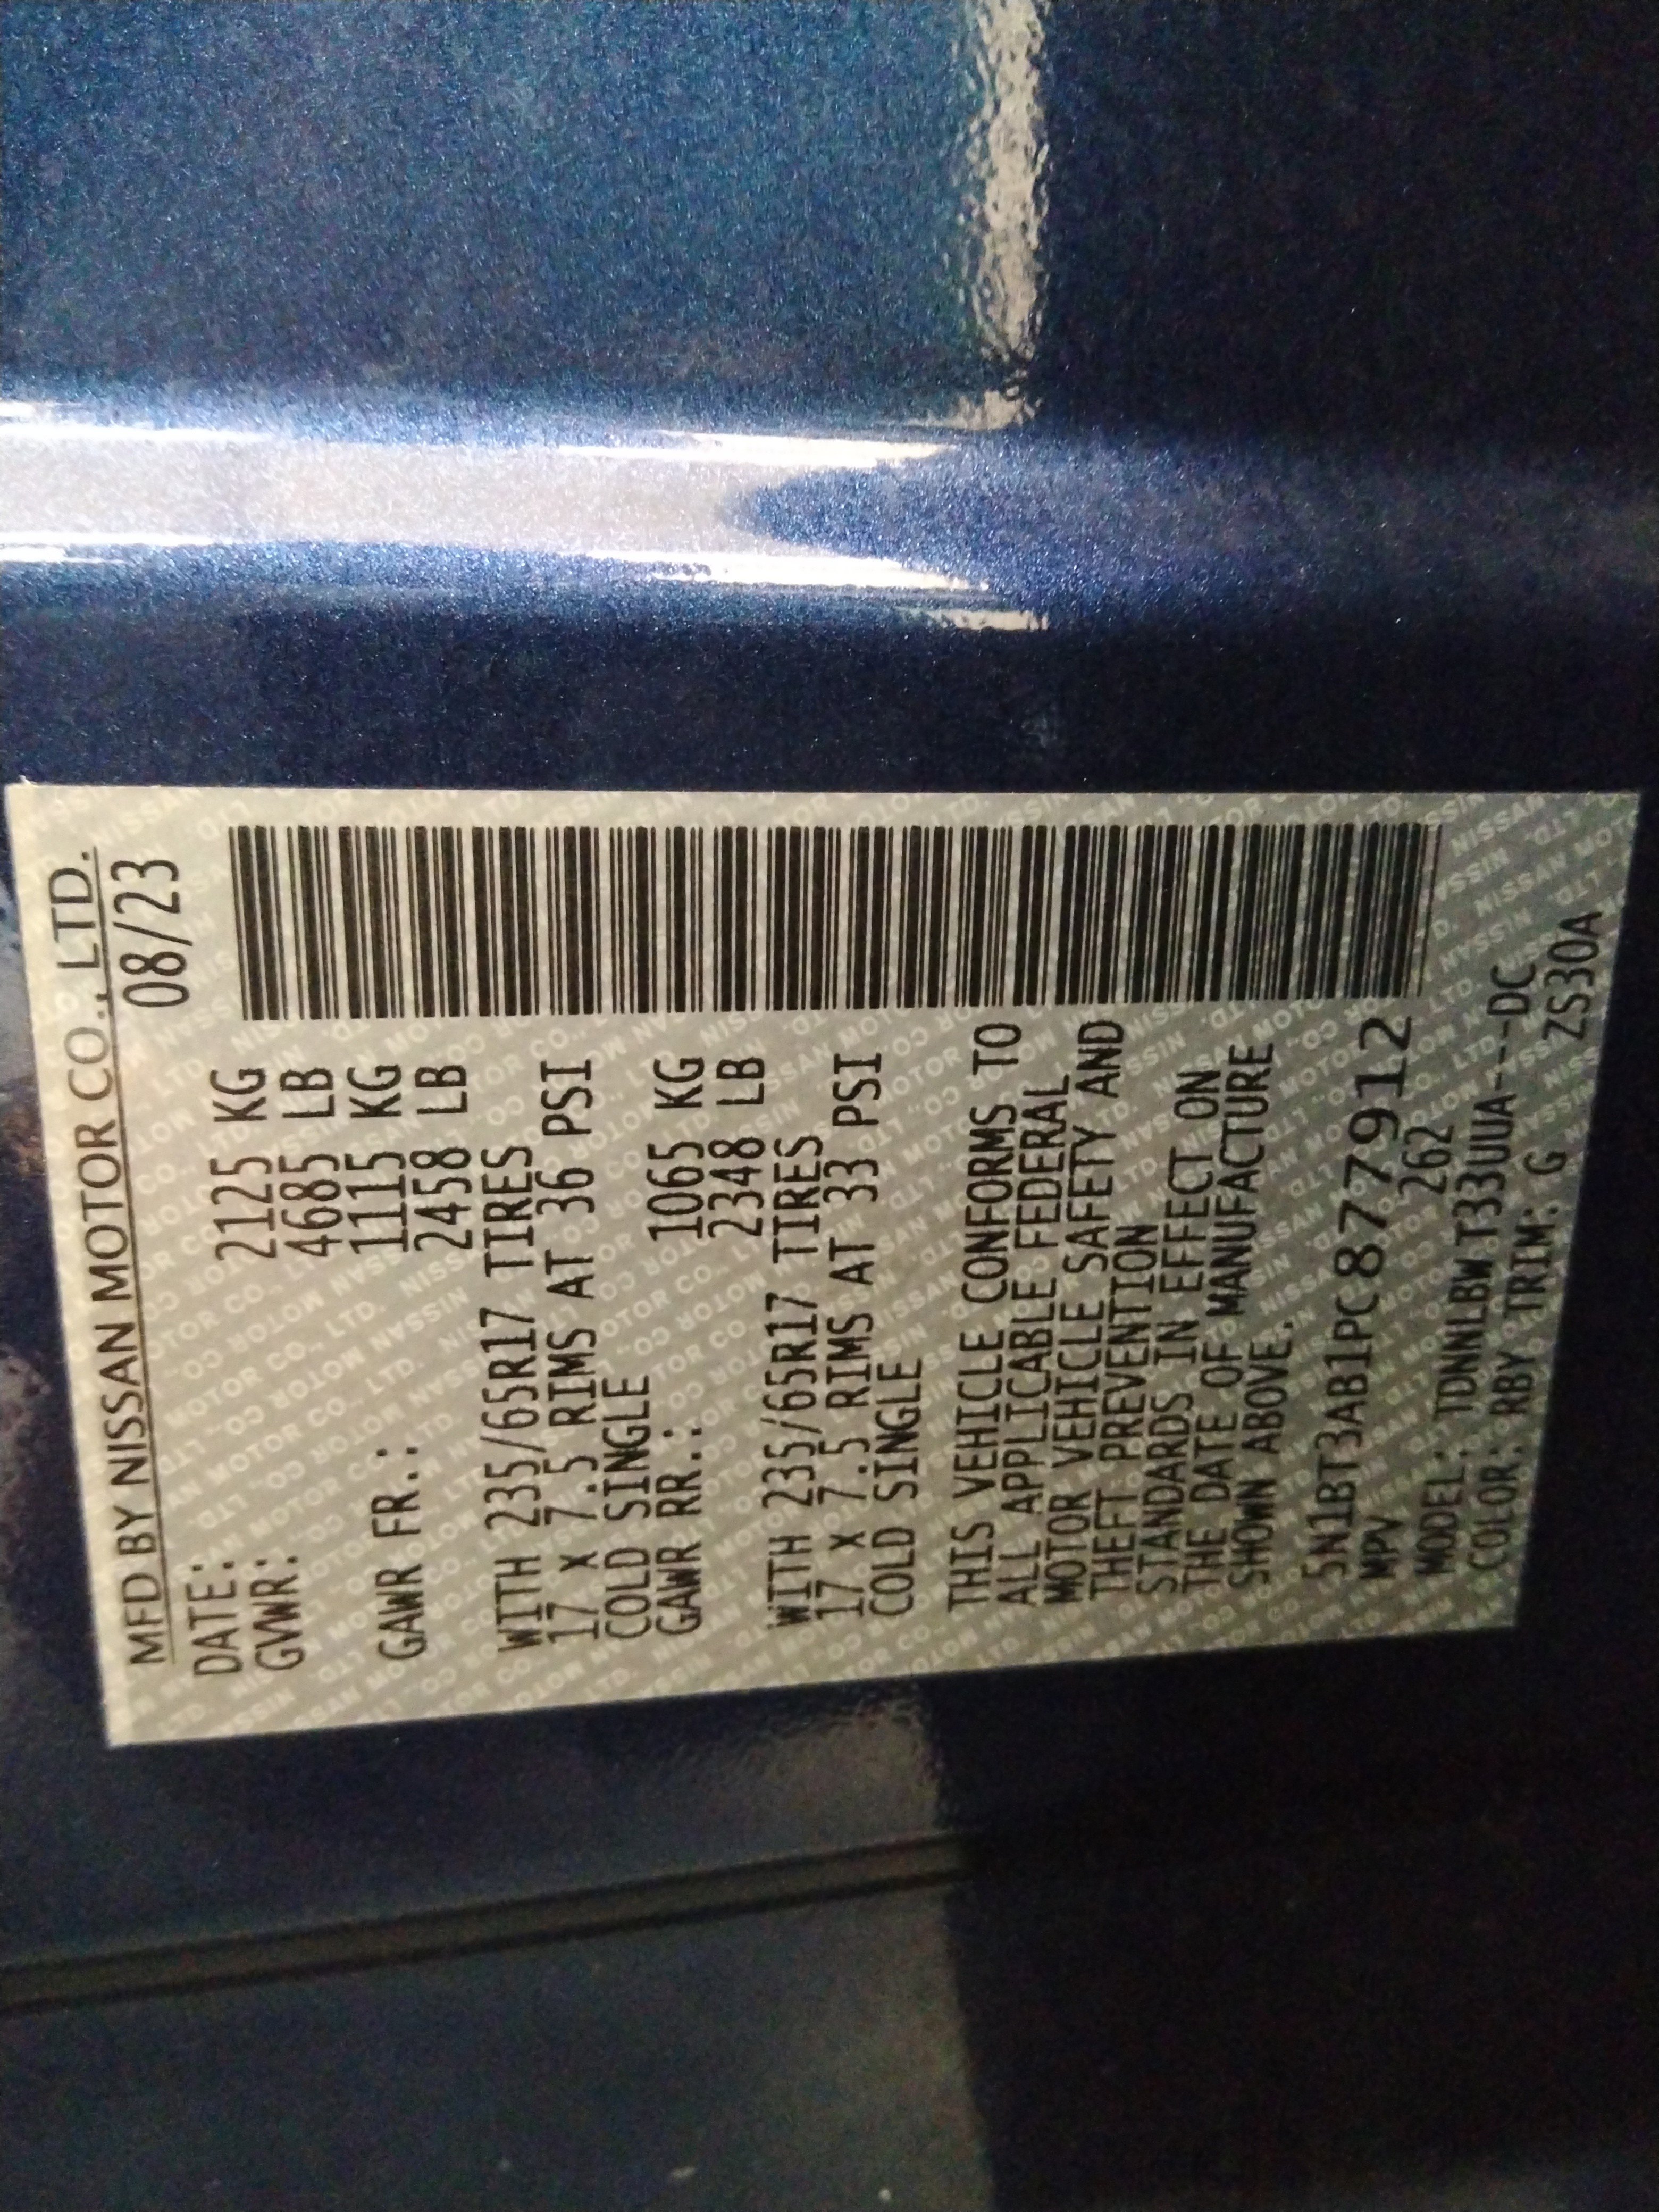 MFD BY NISSAN MOTOR CO., LTD.
DATE: 08/23
GVWR: 2125 KG
4685 LB
GAWR FR.: 1115 KG
2458 LB
WITH 235/65R17 TIRES
17 X 7.5 RIMS AT 36 PSI
COLD SINGLE
GAWR RR.: 1065 KG
2348 LB
WITH 235/65R17 TIRES
17 X 7.5 RIMS AT 33 PSI
COLD SINGLE
THIS VEHICLE CONFORMS TO
ALL APPLICABLE FEDERAL
MOTOR VEHICLE SAFETY AND
THEFT PREVENTION
STANDARDS IN EFFECT ON
THE DATE OF MANUFACTURE
SHOWN ABOVE.
5N1BT3AB1PC877912
MPV 262
MODEL: TDNNLBW T33UUA---DC
COLOR: RBY TRIM: G ZS30A